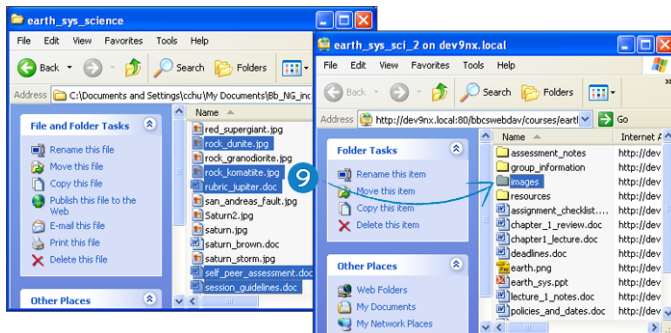 earth_sys_science
File Edit View Favorites Tools Help
Back Search Folders
Address C:\Documents and Settings\cchu\My Documents\Bb_NG_inc
File and Folder Tasks
Rename this file
Move this file
Copy this file
Publish this file to the
Web
E-mail this file
Print this file
Delete this file
Other Places
Name
red_supergiant.jpg
rock_dunite.jpg
rock_granodiorite.jpg
rock_komatite.jpg
rubric_jupiter.doc
san_andreas_fault.jpg
Saturn2.jpg
saturn.jpg
saturn_brown.doc
saturn_storm.jpg
self_peer_assessment.doc
session_guidelines.doc
9
earth_sys_sci_2 on dev9nx.local
File Edit View Favorites Tools Help
Back Search Folders
Address http://dev9nx.local:80/bbcswebdav/courses/eartl Go
Folder Tasks
Rename this item
Move this item
Copy this item
Delete this item
Other Places
Web Folders
My Documents
My Network Places
Name Internet A
assessment_notes http://dev
group_information http://dev
images http://dev
resources http://dev
assignment_checklist.... http://dev
chapter_1_review.doc http://dev
chapter1_lecture.doc http://dev
deadlines.doc http://dev
earth.png http://dev
earth_sys.ppt http://dev
lecture_1_notes.doc http://dev
policies_and_dates.doc http://dev